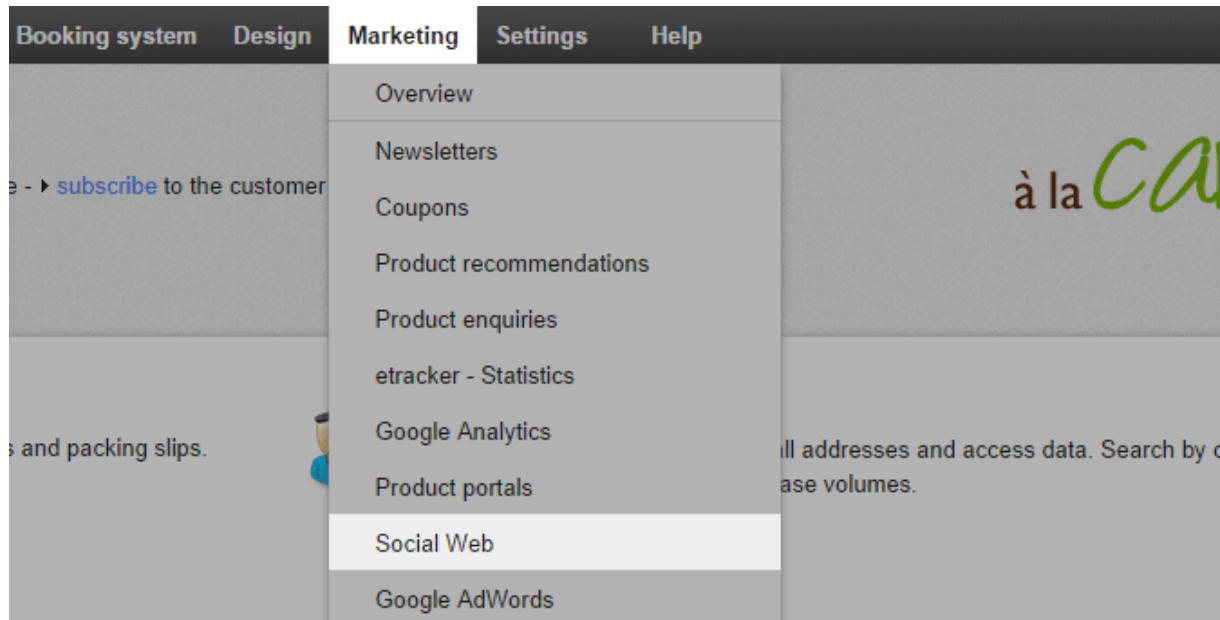 Booking system Design Marketing Settings Help
Overview
Newsletters
subscribe to the customer
à la
Coupons
Product recommendations
Product enquiries
etracker - Statistics
Google Analytics
and packing slips.
all addresses and access data. Search by
Product portals
volumes.
Social Web
Google AdWords